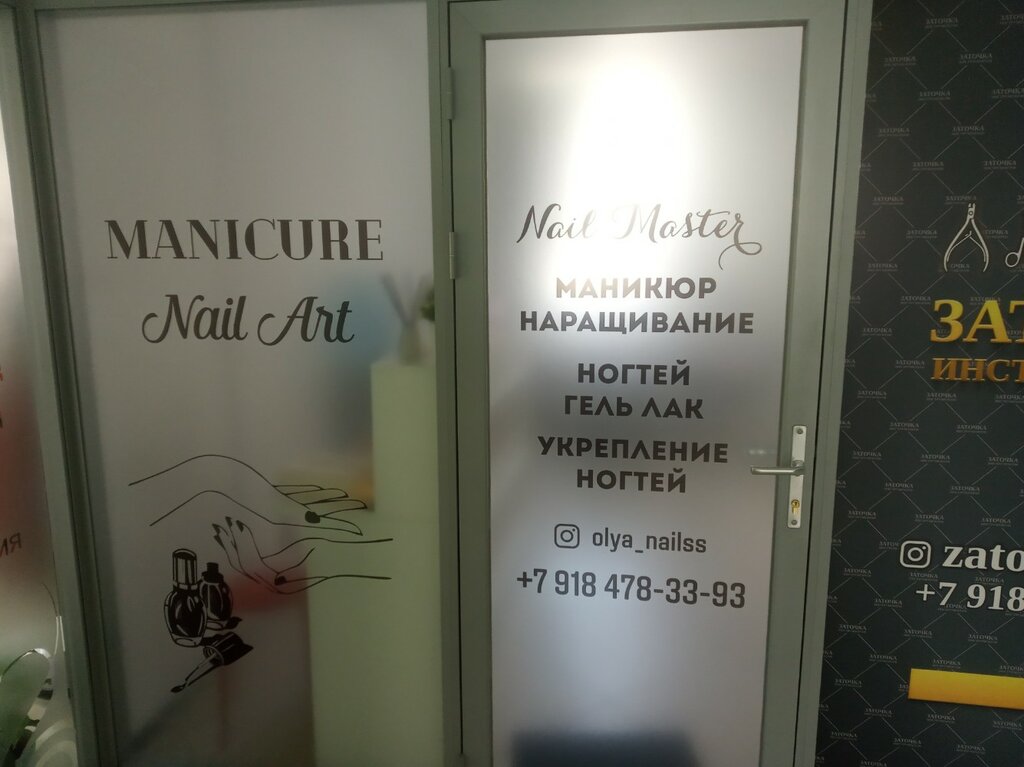 MANICURE
Nail Art
Nail Master
МАНИКЮР
НАРАЩИВАНИЕ
НОГТЕЙ
ГЕЛЬ ЛАК
УКРЕПЛЕНИЕ
НОГТЕЙ
olya_nailss
+7 918 478-33-93
ЗАТОЧКА
ЗАТ
ИНСТ
zato
+7 918